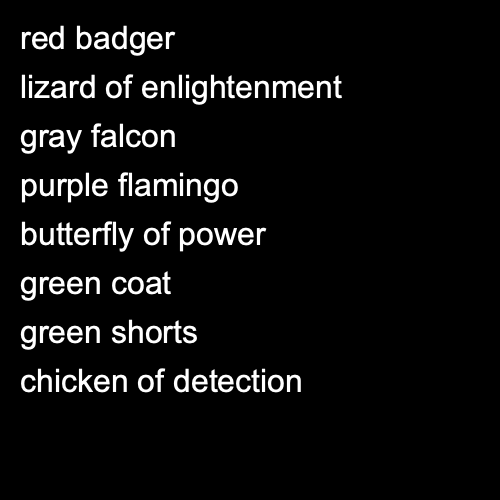 red badger
lizard of enlightenment
gray falcon
purple flamingo
butterfly of power
green coat
green shorts
chicken of detection